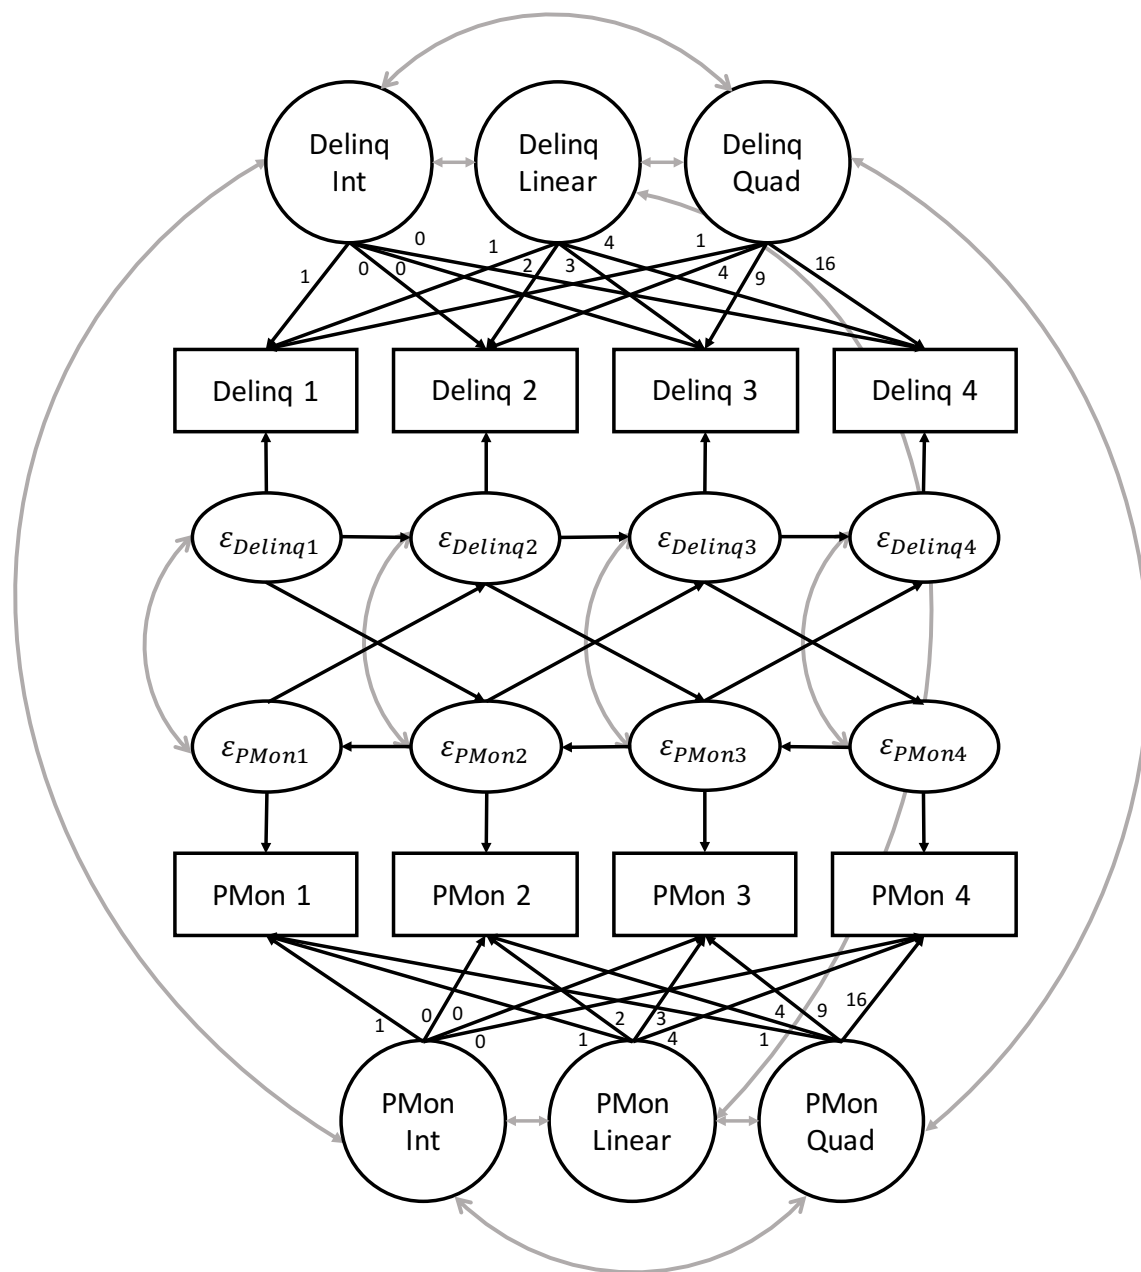 Delinq
Int
Delinq
Linear
Delinq
Quad
1
0
0
0
1
2
3
4
1
4
9
16
Delinq 1
Delinq 2
Delinq 3
Delinq 4
εDelinq1
εDelinq2
εDelinq3
εDelinq4
εPMon1
εPMon2
εPMon3
εPMon4
PMon 1
PMon 2
PMon 3
PMon 4
1
0
0
0
1
2
3
4
1
4
9
16
PMon
Int
PMon
Linear
PMon
Quad